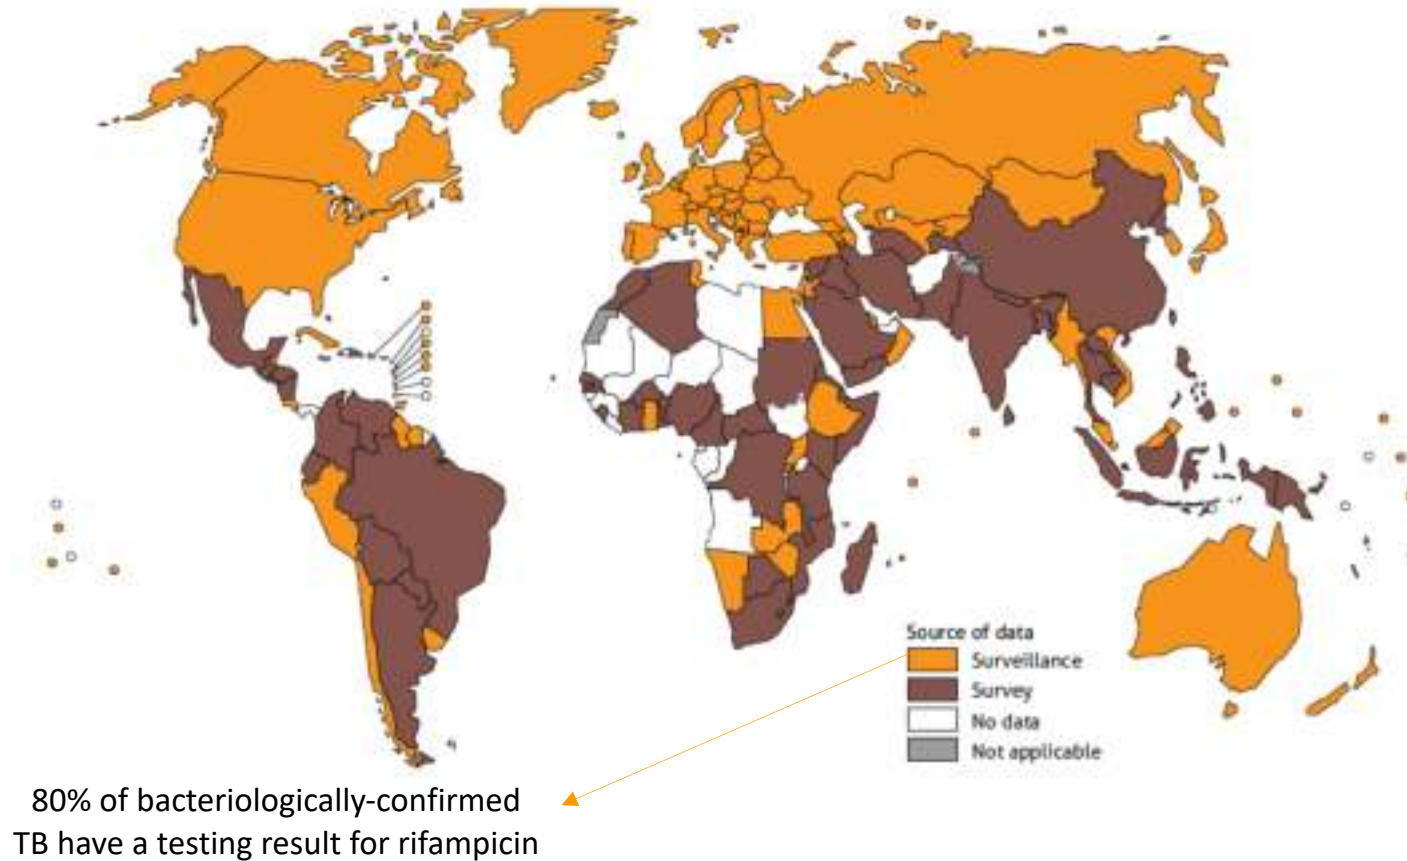 Source of data
Surveillance
Survey
No data
Not applicable
80% of bacteriologically-confirmed
TB have a testing result for rifampicin